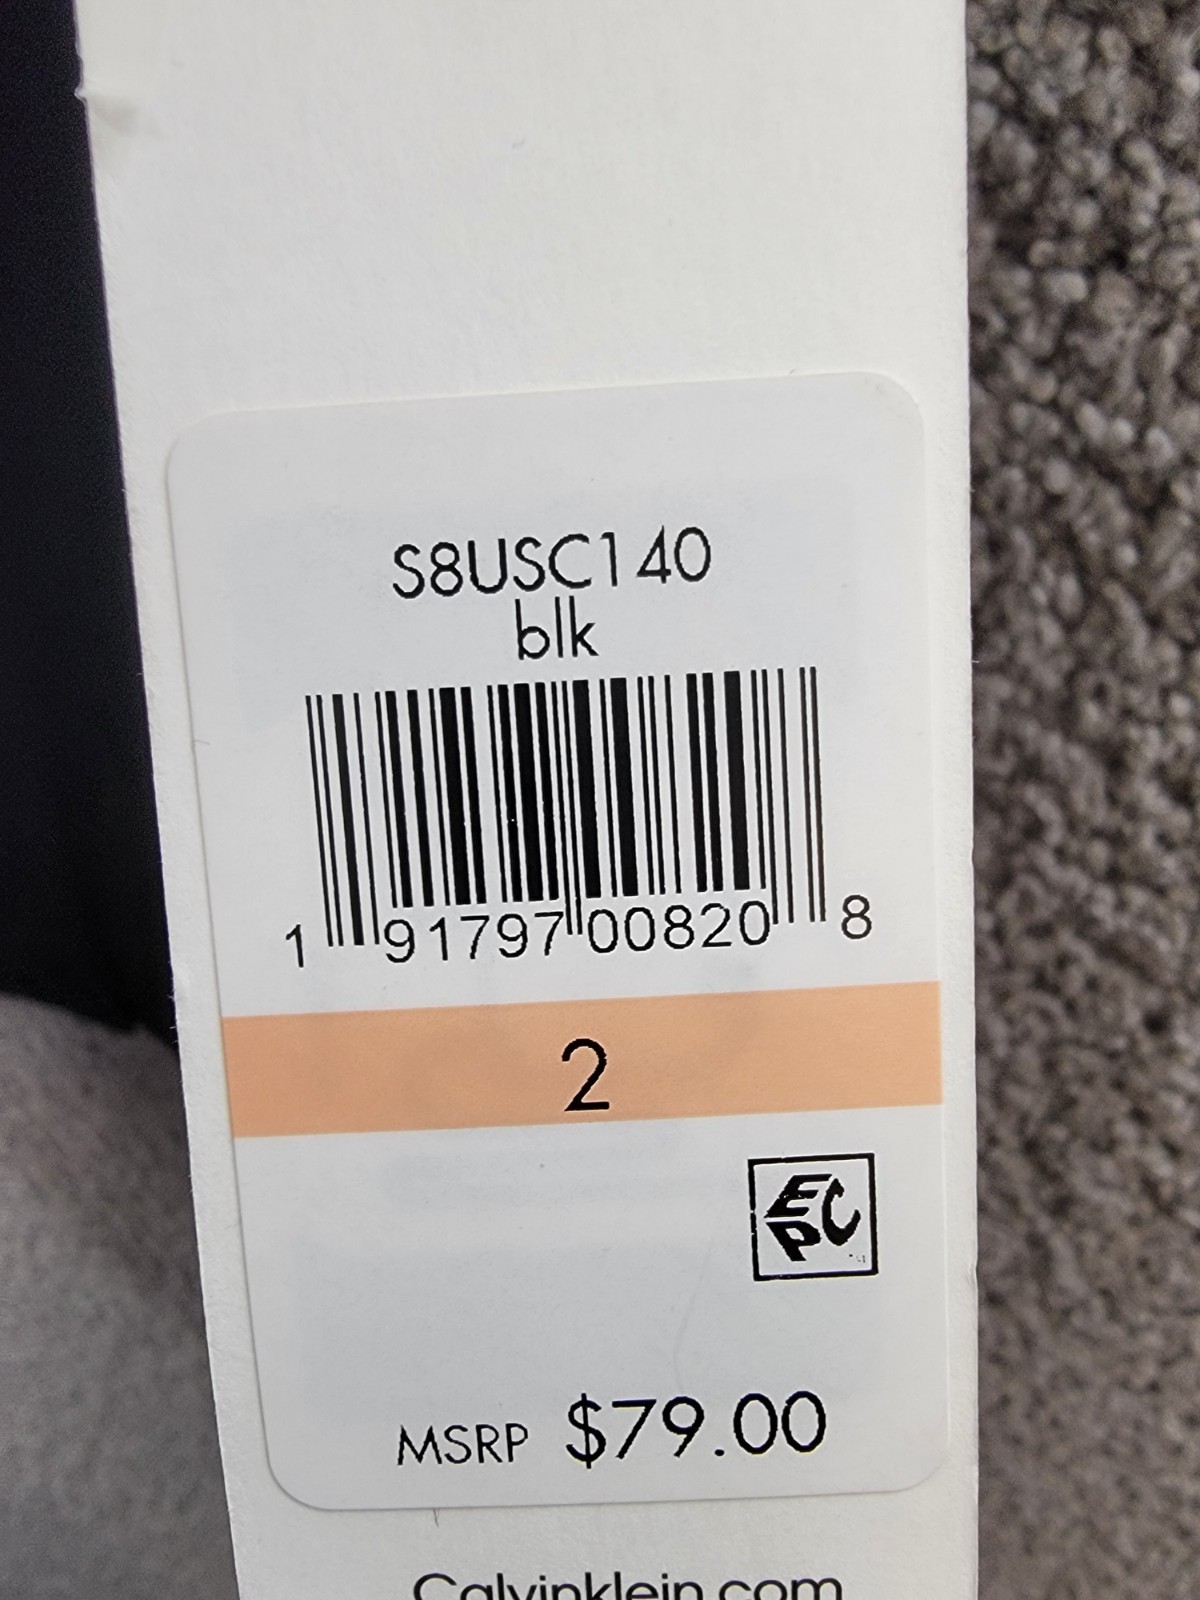 S8USC140
blk
1 91797 00820 8
2
EPC
MSRP $79.00
Calvinklein.com